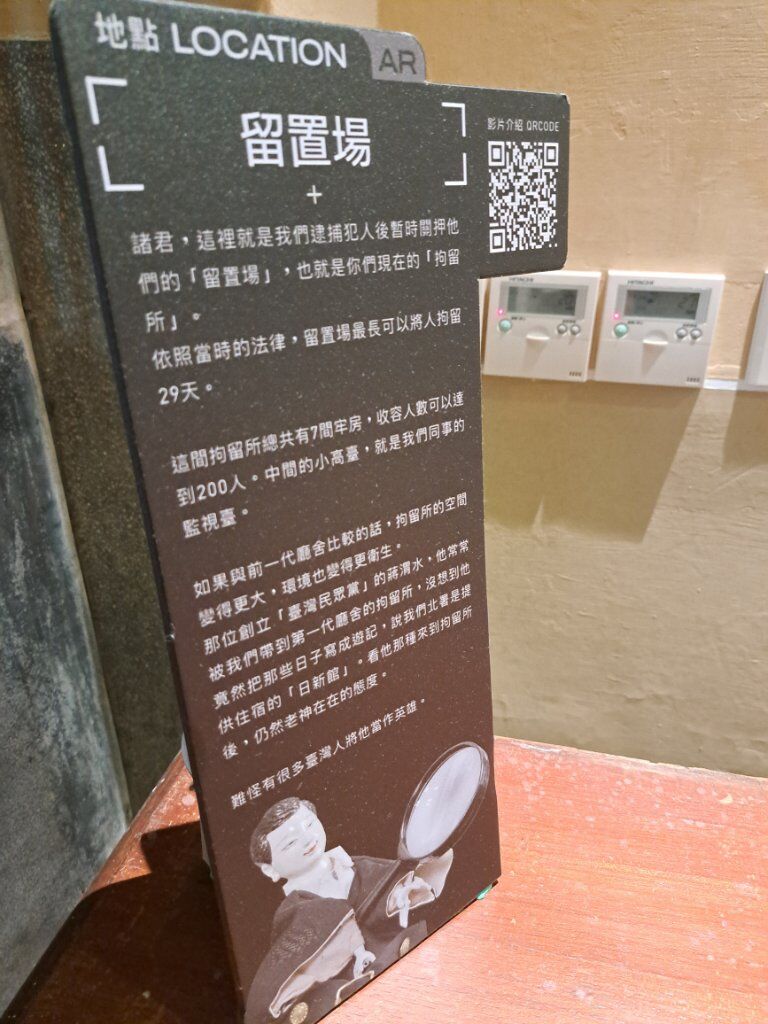 地點 LOCATION
AR
留置場
影片介紹 QRCODE
+
諸君，這裡就是我們逮捕犯人後暫時關押他
們的「留置場」，也就是你們現在的「拘留
所」。
依照當時的法律，留置場最長可以將人拘留
29天。
這間拘留所總共有7間牢房，收容人數可以達
到200人。中間的小高臺，就是我們同事的
監視臺。
如果與前一代廳舍比較的話，拘留所的空間
變得更大，環境也變得更衛生。
那位創立「臺灣民眾黨」的蔣渭水，他常常
被我們帶到第一代廳舍的拘留所，沒想到他
竟然把那些日子寫成遊記，說我們北署是提
供住宿的「日新館」。看他那種來到拘留所
後，仍然老神在在的態度。
難怪有很多臺灣人將他當作英雄。
HITACHI
HITACHI